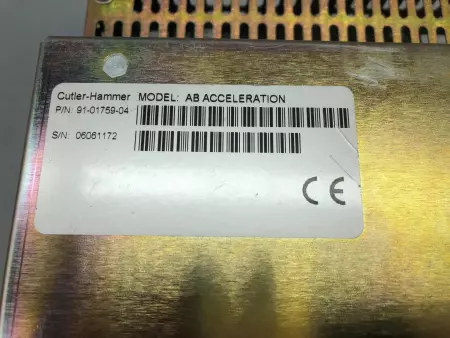 Cutler-Hammer MODEL: AB ACCELERATION
P/N: 91-01759-04
S/N: 06061172
CE